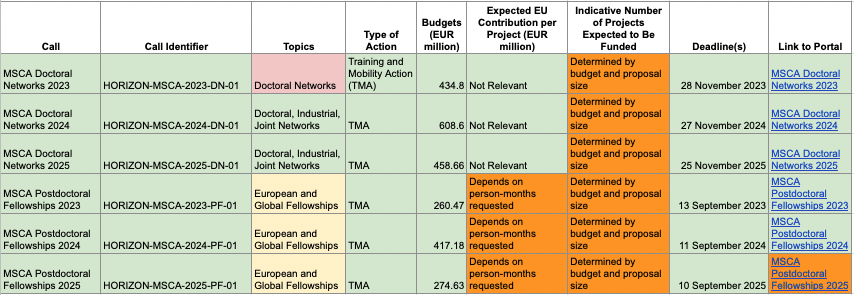 Call
Call Identifier
Topics
Type of
Action
Budgets
(EUR
million)
Expected EU
Contribution per
Project (EUR
million)
Indicative Number
of Projects
Expected to Be
Funded
Deadline(s)
Link to Portal
MSCA Doctoral
Networks 2023
HORIZON-MSCA-2023-DN-01
Doctoral Networks
Training and
Mobility Action
(TMA)
434.8
Not Relevant
Determined by
budget and proposal
size
28 November 2023
MSCA Doctoral
Networks 2023
MSCA Doctoral
Networks 2024
HORIZON-MSCA-2024-DN-01
Doctoral, Industrial,
Joint Networks
TMA
608.6
Not Relevant
Determined by
budget and proposal
size
27 November 2024
MSCA Doctoral
Networks 2024
MSCA Doctoral
Networks 2025
HORIZON-MSCA-2025-DN-01
Doctoral, Industrial,
Joint Networks
TMA
458.66
Not Relevant
Determined by
budget and proposal
size
25 November 2025
MSCA Doctoral
Networks 2025
MSCA Postdoctoral
Fellowships 2023
HORIZON-MSCA-2023-PF-01
European and
Global Fellowships
TMA
260.47
Depends on
person-months
requested
Determined by
budget and proposal
size
13 September 2023
MSCA
Postdoctoral
Fellowships 2023
MSCA Postdoctoral
Fellowships 2024
HORIZON-MSCA-2024-PF-01
European and
Global Fellowships
TMA
417.18
Depends on
person-months
requested
Determined by
budget and proposal
size
11 September 2024
MSCA
Postdoctoral
Fellowships 2024
MSCA Postdoctoral
Fellowships 2025
HORIZON-MSCA-2025-PF-01
European and
Global Fellowships
TMA
274.63
Depends on
person-months
requested
Determined by
budget and proposal
size
10 September 2025
MSCA
Postdoctoral
Fellowships 2025